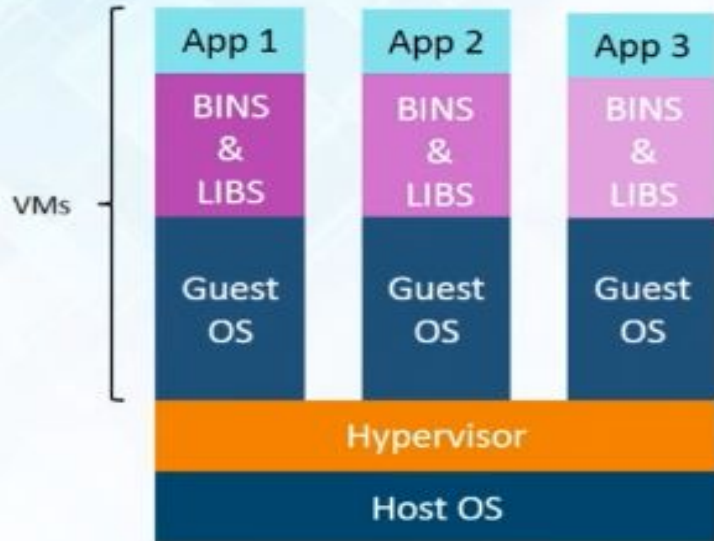 App 1
BINS
&
LIBS
Guest
OS
App 2
BINS
&
LIBS
Guest
OS
App 3
BINS
&
LIBS
Guest
OS
VMs
Hypervisor
Host OS